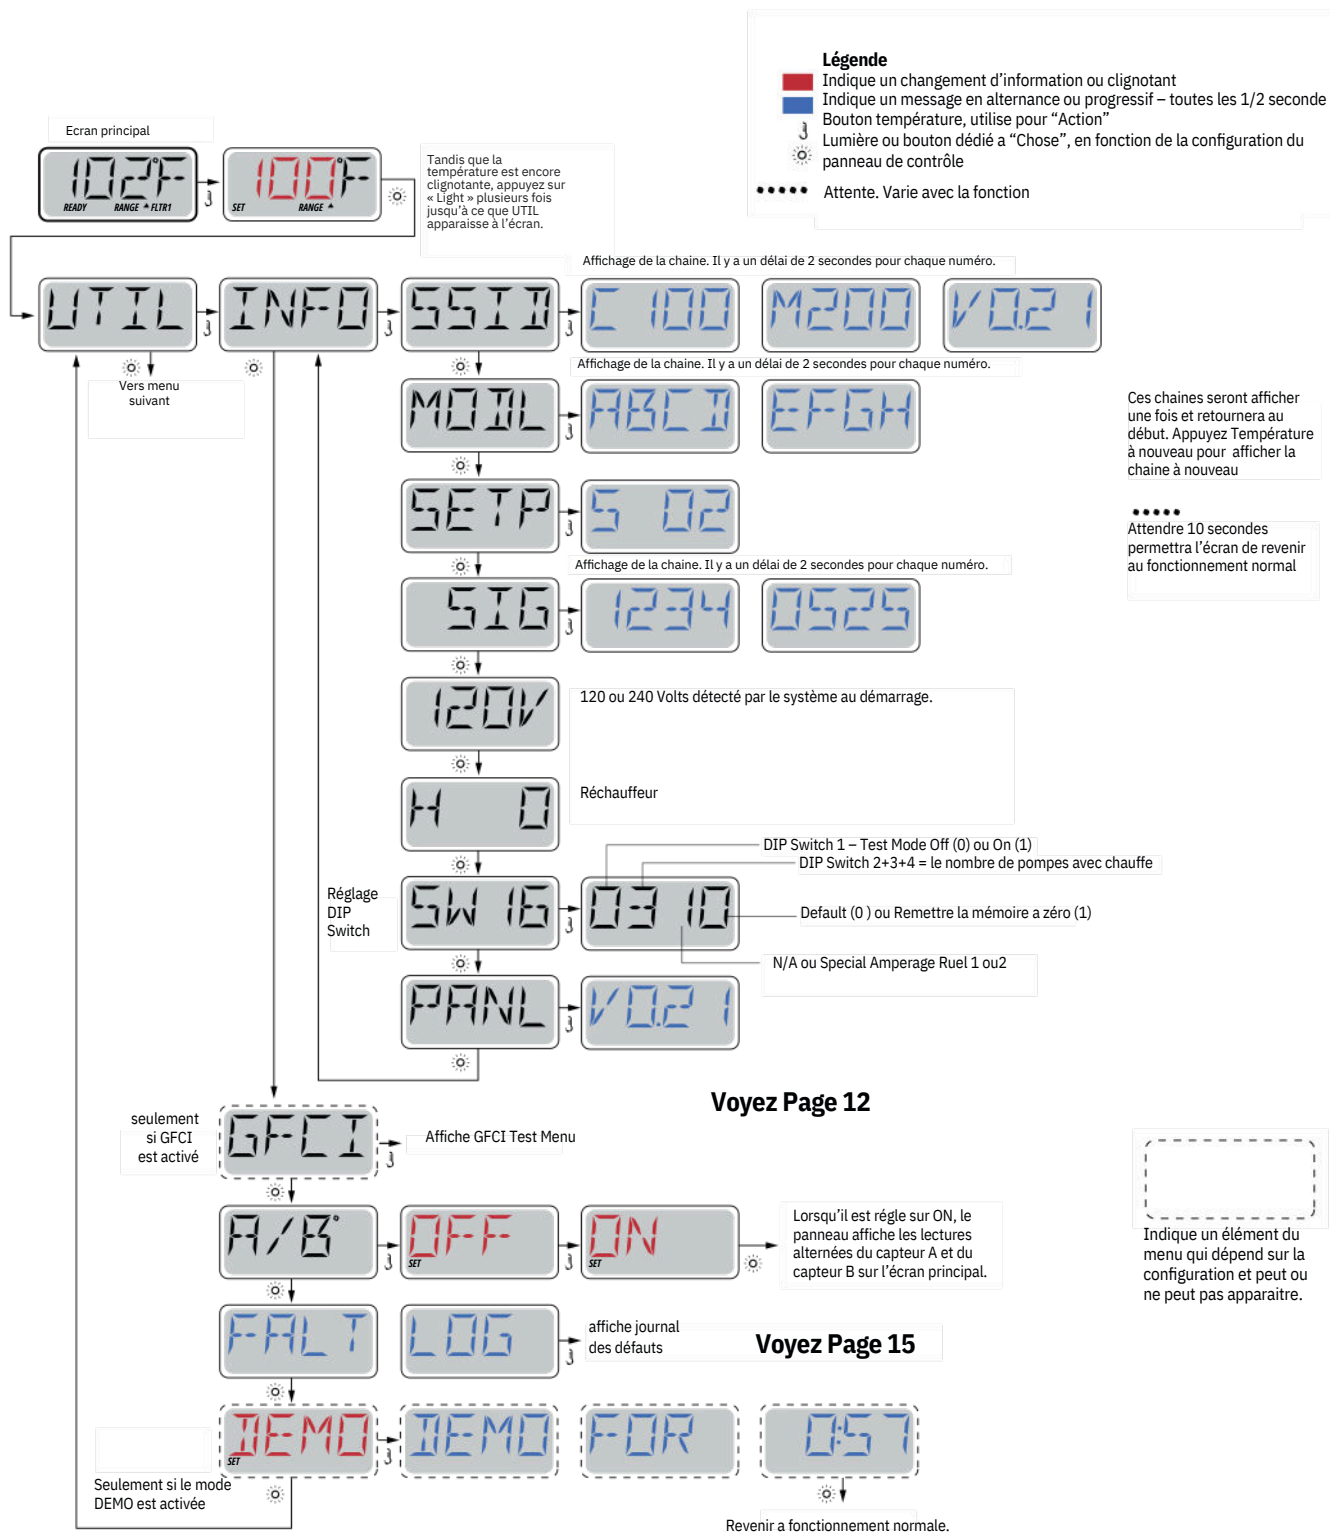 Légende
Indique un changement d’information ou clignotant
Indique un message en alternance ou progressif – toutes les 1/2 seconde
Bouton température, utilise pour “Action”
Lumière ou bouton dédié a “Chose”, en fonction de la configuration du
panneau de contrôle
Attente. Varie avec la fonction
Ecran principal
102°F
READY RANGE FLTR1
100°F
SET RANGE
Tandis que la
température est encore
clignotante, appuyez sur
« Light » plusieurs fois
jusqu’à ce que UTIL
apparaisse à l’écran.
Affichage de la chaine. Il y a un délai de 2 secondes pour chaque numéro.
UTIL
INFO
SSID
C 100
M200
V0.21
Vers menu
suivant
Affichage de la chaine. Il y a un délai de 2 secondes pour chaque numéro.
MODL
ABCD
EFGH
Ces chaines seront afficher
une fois et retournera au
début. Appuyez Température
à nouveau pour afficher la
chaine à nouveau
SETP
S 02
Attendre 10 secondes
permettra l’écran de revenir
au fonctionnement normal
Affichage de la chaine. Il y a un délai de 2 secondes pour chaque numéro.
SIG
1234
0525
120V
120 ou 240 Volts détecté par le système au démarrage.
H 0
Réchauffeur
DIP Switch 1 – Test Mode Off (0) ou On (1)
DIP Switch 2+3+4 = le nombre de pompes avec chauffe
Réglage
DIP
Switch
SW 16
0310
Default (0 ) ou Remettre la mémoire a zéro (1)
N/A ou Special Amperage Ruel 1 ou2
PANL
V0.21
Voyez Page 12
seulement
si GFCI
est activé
GFCI
Affiche GFCI Test Menu
A/B°
OFF
SET
ON
SET
Lorsqu’il est régle sur ON, le
panneau affiche les lectures
alternées du capteur A et du
capteur B sur l’écran principal.
Indique un élément du
menu qui dépend sur la
configuration et peut ou
ne peut pas apparaitre.
FALT
LOG
affiche journal
des défauts
Voyez Page 15
DEMO
SET
DEMO
FOR
0:57
Seulement si le mode
DEMO est activée
Revenir a fonctionnement normale.